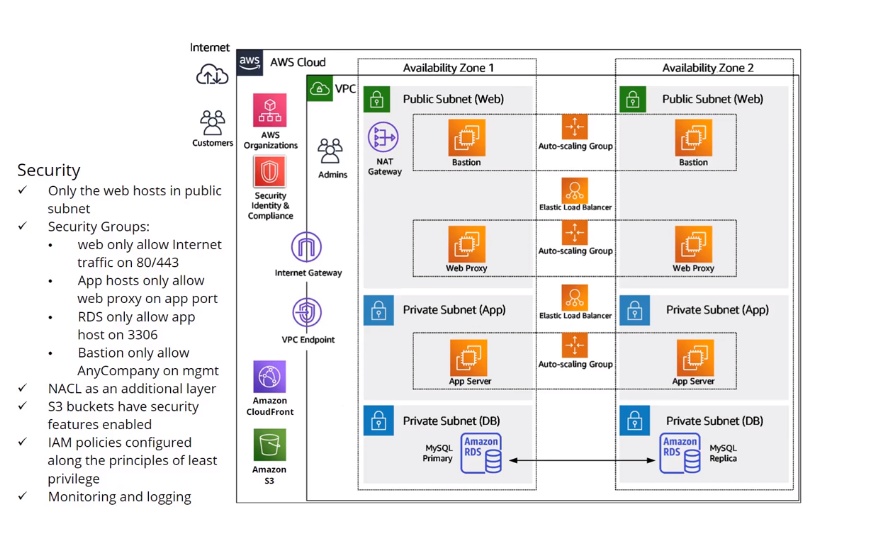 Internet
aws
AWS Cloud
Availability Zone 1
Availability Zone 2
VPC
Public Subnet (Web)
Public Subnet (Web)
Customers
AWS
Organizations
Admins
NAT
Gateway
Bastion
Auto-scaling Group
Bastion
Security
✓ Only the web hosts in public
subnet
✓ Security Groups:
• web only allow Internet
traffic on 80/443
• App hosts only allow
web proxy on app port
• RDS only allow app
host on 3306
• Bastion only allow
AnyCompany on mgmt
✓ NACL as an additional layer
✓ S3 buckets have security
features enabled
✓ IAM policies configured
along the principles of least
privilege
✓ Monitoring and logging
Security
Identity &
Compliance
Elastic Load Balancer
Internet Gateway
Web Proxy
Auto-scaling Group
Web Proxy
VPC Endpoint
Private Subnet (App)
Elastic Load Balancer
Private Subnet (App)
Amazon
CloudFront
App Server
Auto-scaling Group
App Server
Private Subnet (DB)
Private Subnet (DB)
Amazon
S3
MySQL
Primary
Amazon
RDS
Amazon
RDS
MySQL
Replica